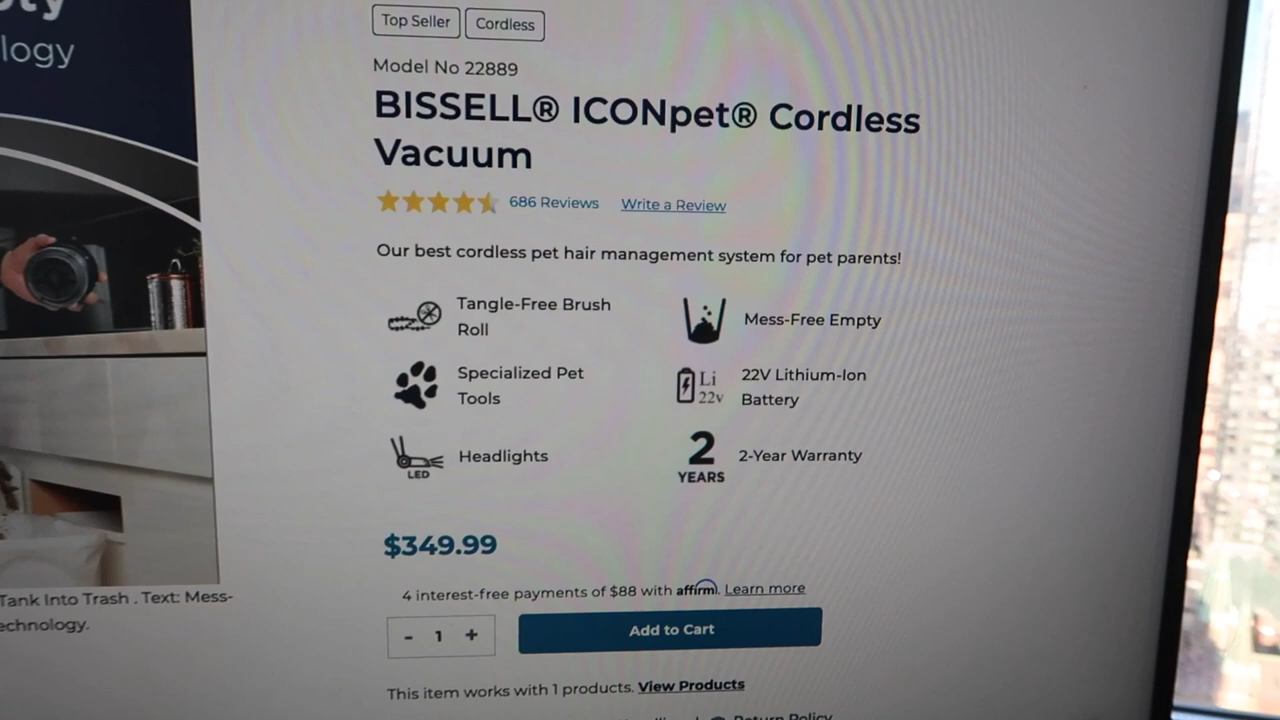 logy
Top Seller
Cordless
Model No 22889
BISSELL® ICONpet® Cordless
Vacuum
686 Reviews
Write a Review
Our best cordless pet hair management system for pet parents!
Tangle-Free Brush
Roll
Mess-Free Empty
Specialized Pet
Tools
Li
22v
22V Lithium-Ion
Battery
LED
Headlights
2
YEARS
2-Year Warranty
$349.99
4 interest-free payments of $88 with affirm. Learn more
- 1 +
Add to Cart
This item works with 1 products. View Products
Return Policy
Tank Into Trash . Text: Mess-
echnology.